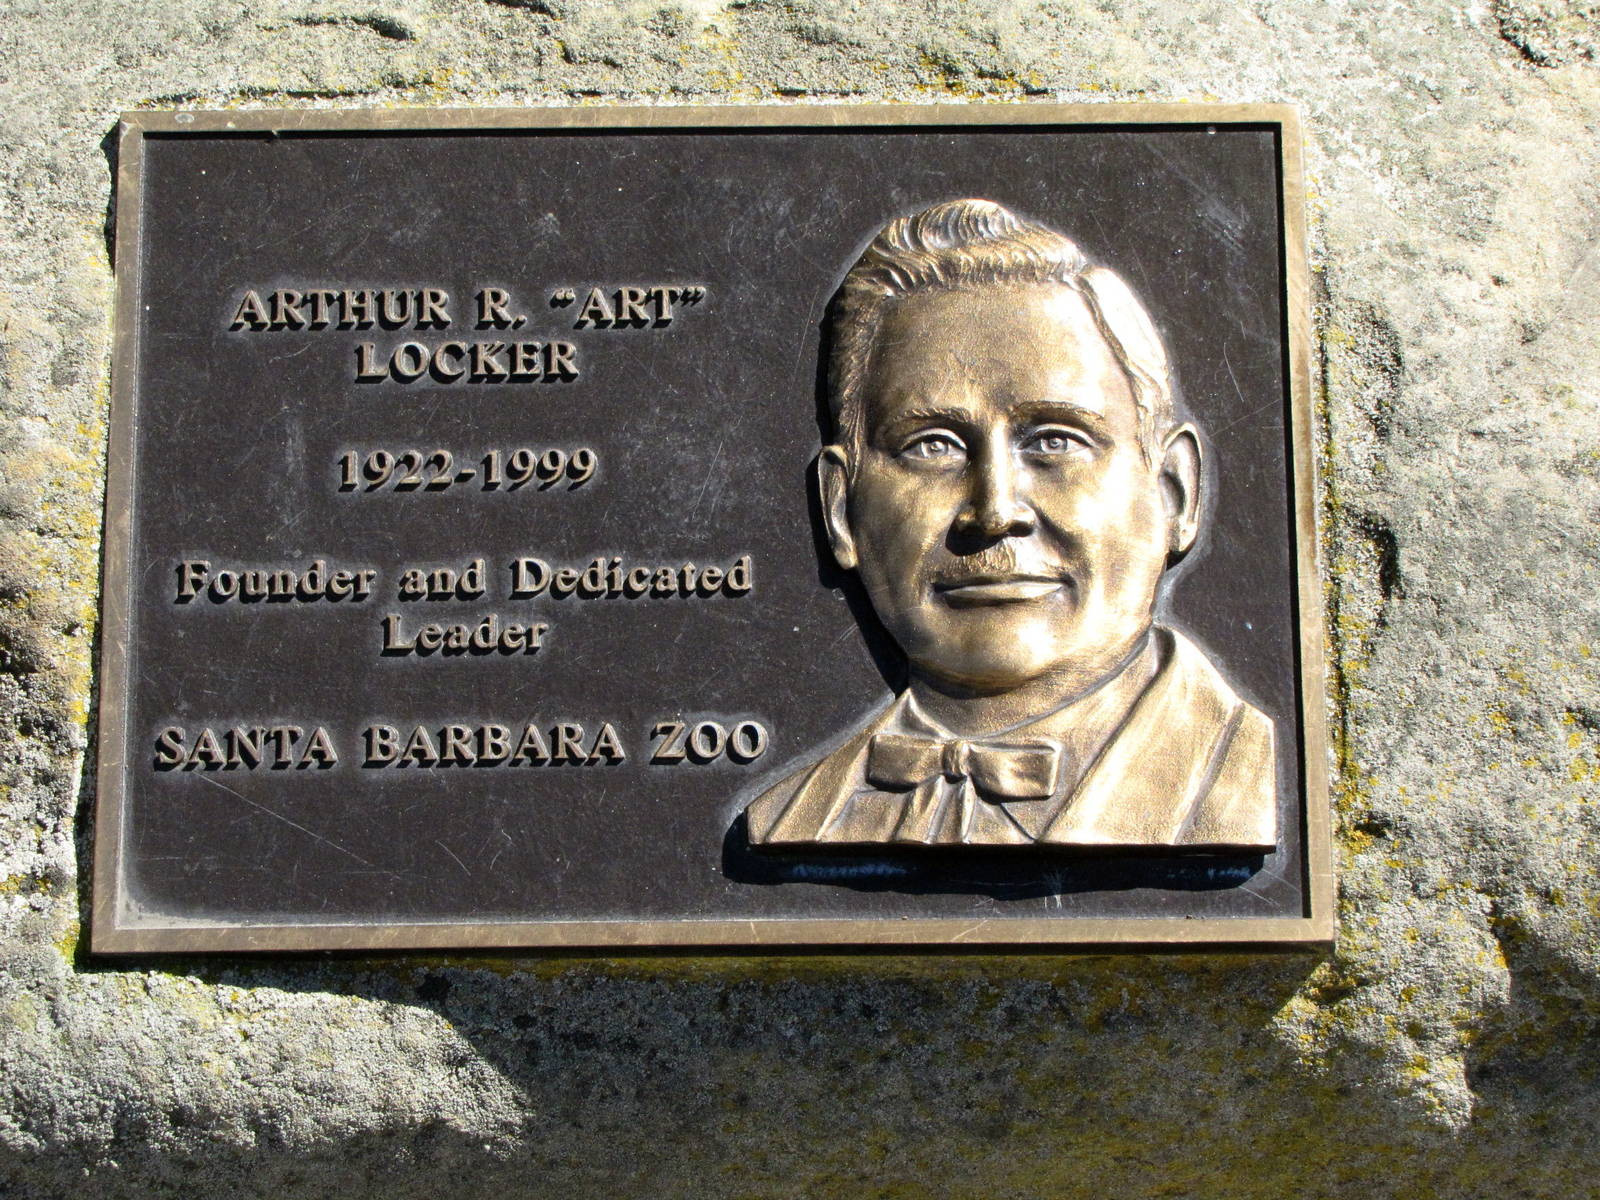 ARTHUR R. “ART”
LOCKER
1922-1999
Founder and Dedicated
Leader
SANTA BARBARA ZOO